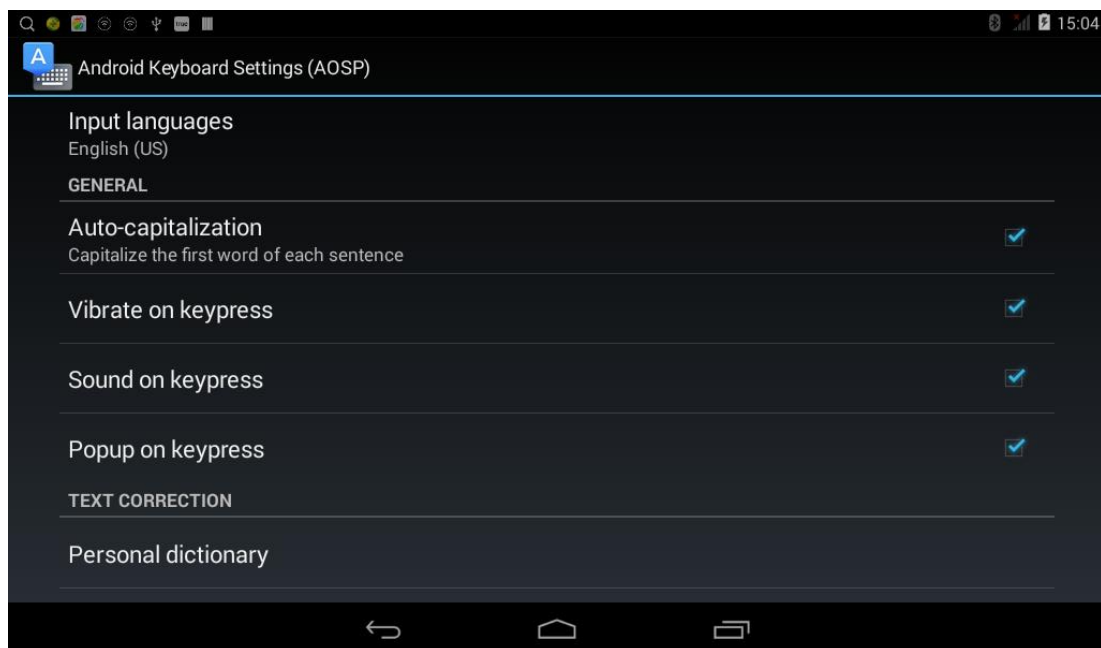 15:04
A
Android Keyboard Settings (AOSP)
Input languages
English (US)
GENERAL
Auto-capitalization
Capitalize the first word of each sentence
Vibrate on keypress
Sound on keypress
Popup on keypress
TEXT CORRECTION
Personal dictionary